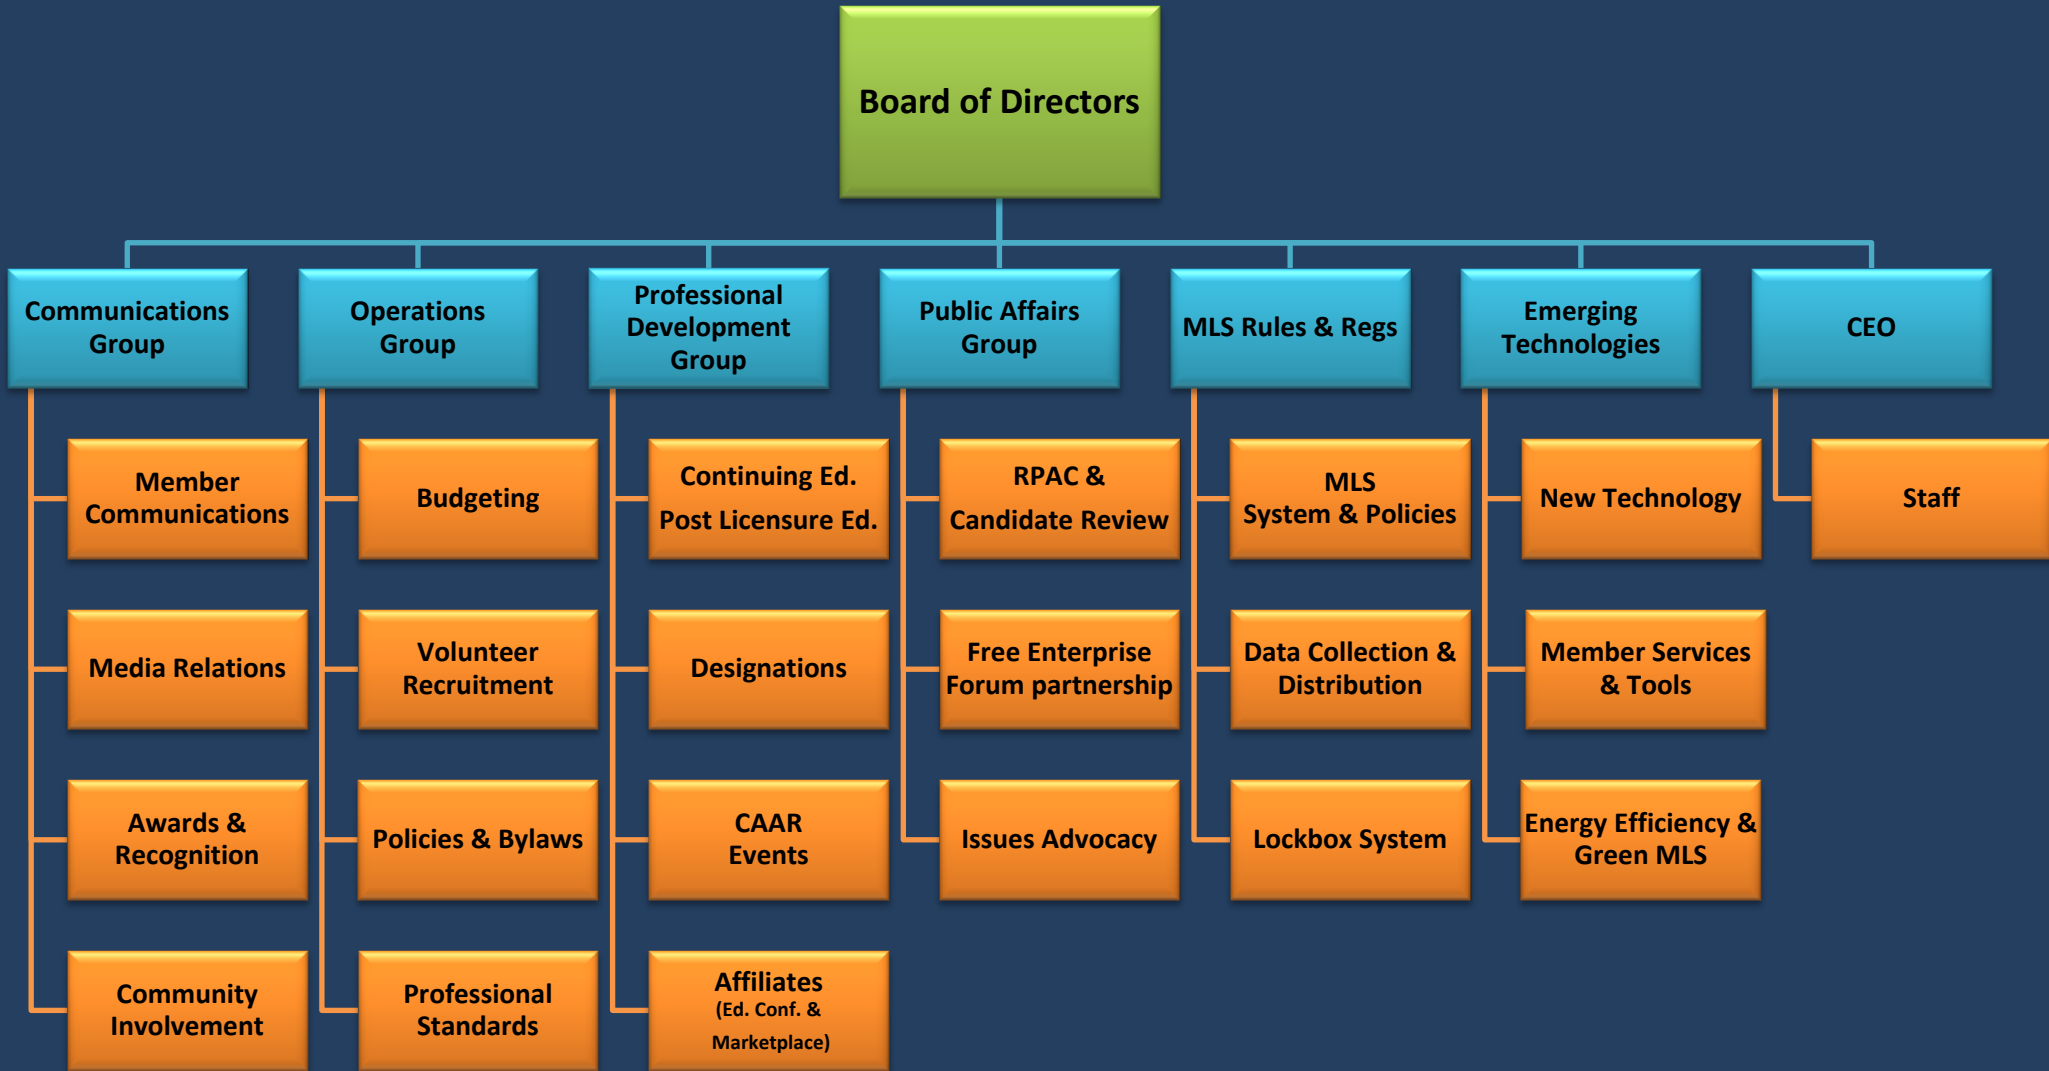 Board of Directors
Communications
Group
Operations
Group
Professional
Development
Group
Public Affairs
Group
MLS Rules & Regs
Emerging
Technologies
CEO
Member
Communications
Media Relations
Awards &
Recognition
Community
Involvement
Budgeting
Volunteer
Recruitment
Policies & Bylaws
Professional
Standards
Continuing Ed.
Post Licensure Ed.
Designations
CAAR
Events
Affiliates
(Ed. Conf. &
Marketplace)
RPAC &
Candidate Review
Free Enterprise
Forum partnership
Issues Advocacy
MLS
System & Policies
Data Collection &
Distribution
Lockbox System
New Technology
Member Services
& Tools
Energy Efficiency &
Green MLS
Staff